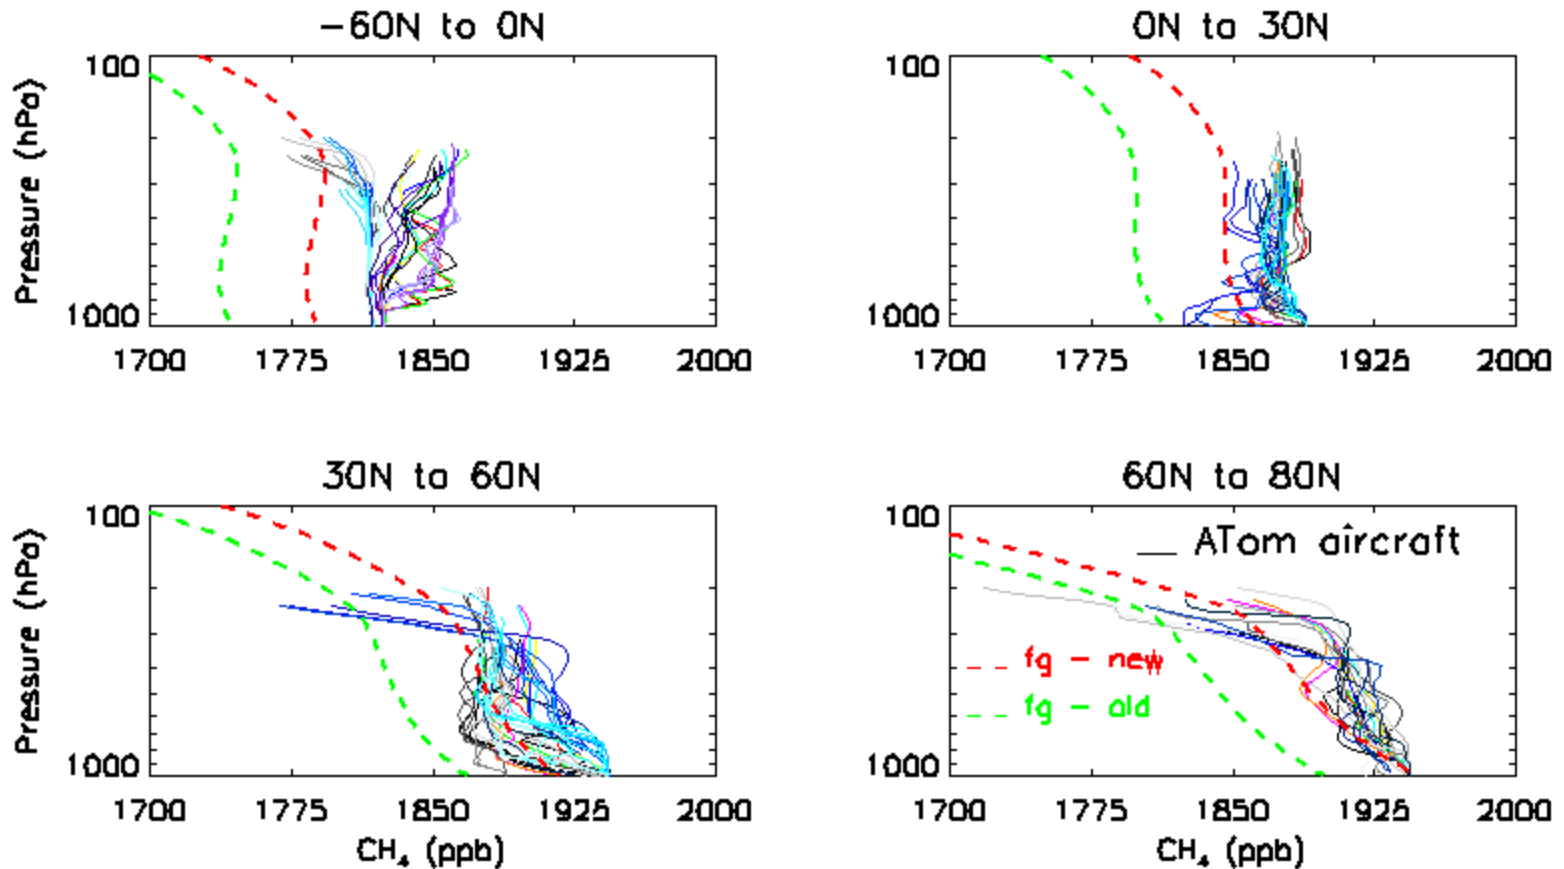 -60N to 0N
0N to 30N
Pressure (hPa)
100
1000
1700 1775 1850 1925 2000
100
1000
1700 1775 1850 1925 2000
30N to 60N
60N to 80N
Pressure (hPa)
100
1000
1700 1775 1850 1925 2000
CH₄ (ppb)
100
1000
ATom aircraft
fg - new
fg - old
1700 1775 1850 1925 2000
CH₄ (ppb)